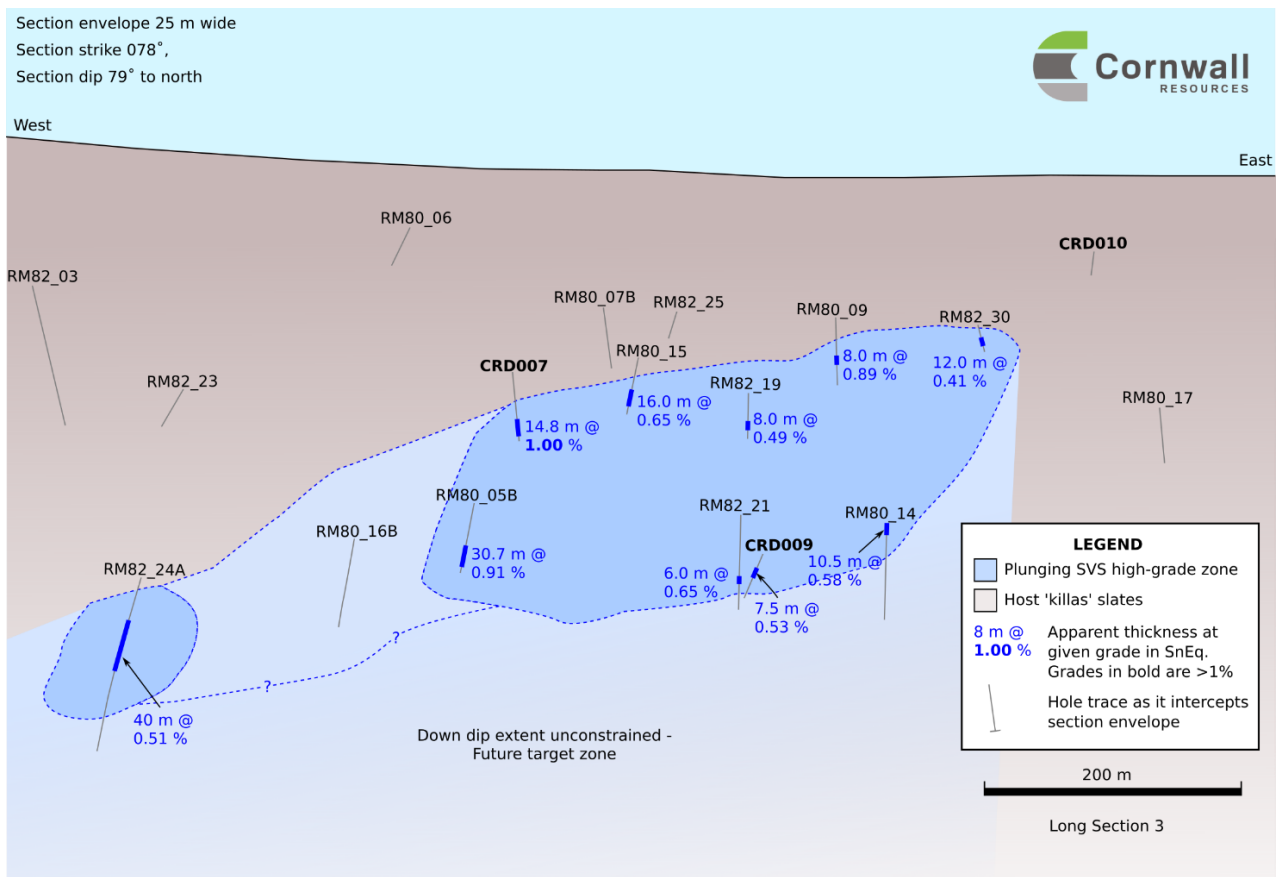 Section envelope 25 m wide
Section strike 078˚,
Section dip 79˚ to north
Cornwall
RESOURCES
West
East
RM80_06
CRD010
RM82_03
RM80_07B
RM82_25
RM80_09
RM82_30
RM80_15
8.0 m @
0.89 %
12.0 m @
0.41 %
CRD007
RM82_23
RM82_19
RM80_17
16.0 m @
0.65 %
14.8 m @
1.00 %
8.0 m @
0.49 %
RM80_05B
RM80_16B
RM82_21
RM80_14
CRD009
30.7 m @
0.91 %
10.5 m @
0.58 %
RM82_24A
6.0 m @
0.65 %
7.5 m @
0.53 %
?
?
40 m @
0.51 %
Down dip extent unconstrained -
Future target zone
LEGEND
Plunging SVS high-grade zone
Host 'killas' slates
8 m @
1.00 %
Apparent thickness at
given grade in SnEq.
Grades in bold are >1%
Hole trace as it intercepts
section envelope
200 m
Long Section 3